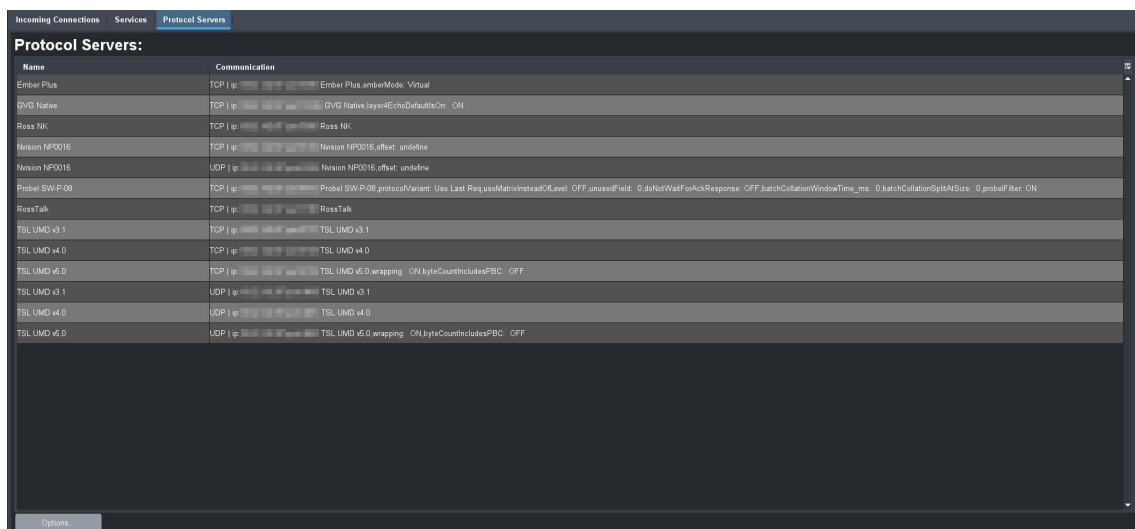 Incoming Connections Services Protocol Servers
Protocol Servers:
Name Communication
Ember Plus TCP | ip: Ember Plus,emberMode: Virtual
GVG Native TCP | ip: GVG Native,layer4EchoDefaultIsOn: ON
Ross NK TCP | ip: Ross NK
Nvision NP0016 TCP | ip: Nvision NP0016,offset: undefine
Nvision NP0016 UDP | ip: Nvision NP0016,offset: undefine
Probel SW-P-08 TCP | ip: Probel SW-P-08,protocolVariant: Use Last Req,useMatrixInsteadOfLevel: OFF,unusedField: 0,doNotWaitForAckResponse: OFF,batchCollationWindowTime_ms: 0,batchCollationSplitAtSize: 0,probelFilter: ON
RossTalk TCP | ip: RossTalk
TSL UMD v3.1 TCP | ip: TSL UMD v3.1
TSL UMD v4.0 TCP | ip: TSL UMD v4.0
TSL UMD v5.0 TCP | ip: TSL UMD v5.0,wrapping: ON,byteCountIncludesPBC: OFF
TSL UMD v3.1 UDP | ip: TSL UMD v3.1
TSL UMD v4.0 UDP | ip: TSL UMD v4.0
TSL UMD v5.0 UDP | ip: TSL UMD v5.0,wrapping: ON,byteCountIncludesPBC: OFF
Options...